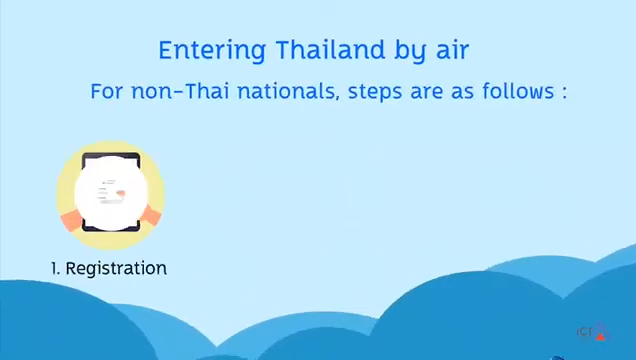 Entering Thailand by air
For non-Thai nationals, steps are as follows :
1. Registration